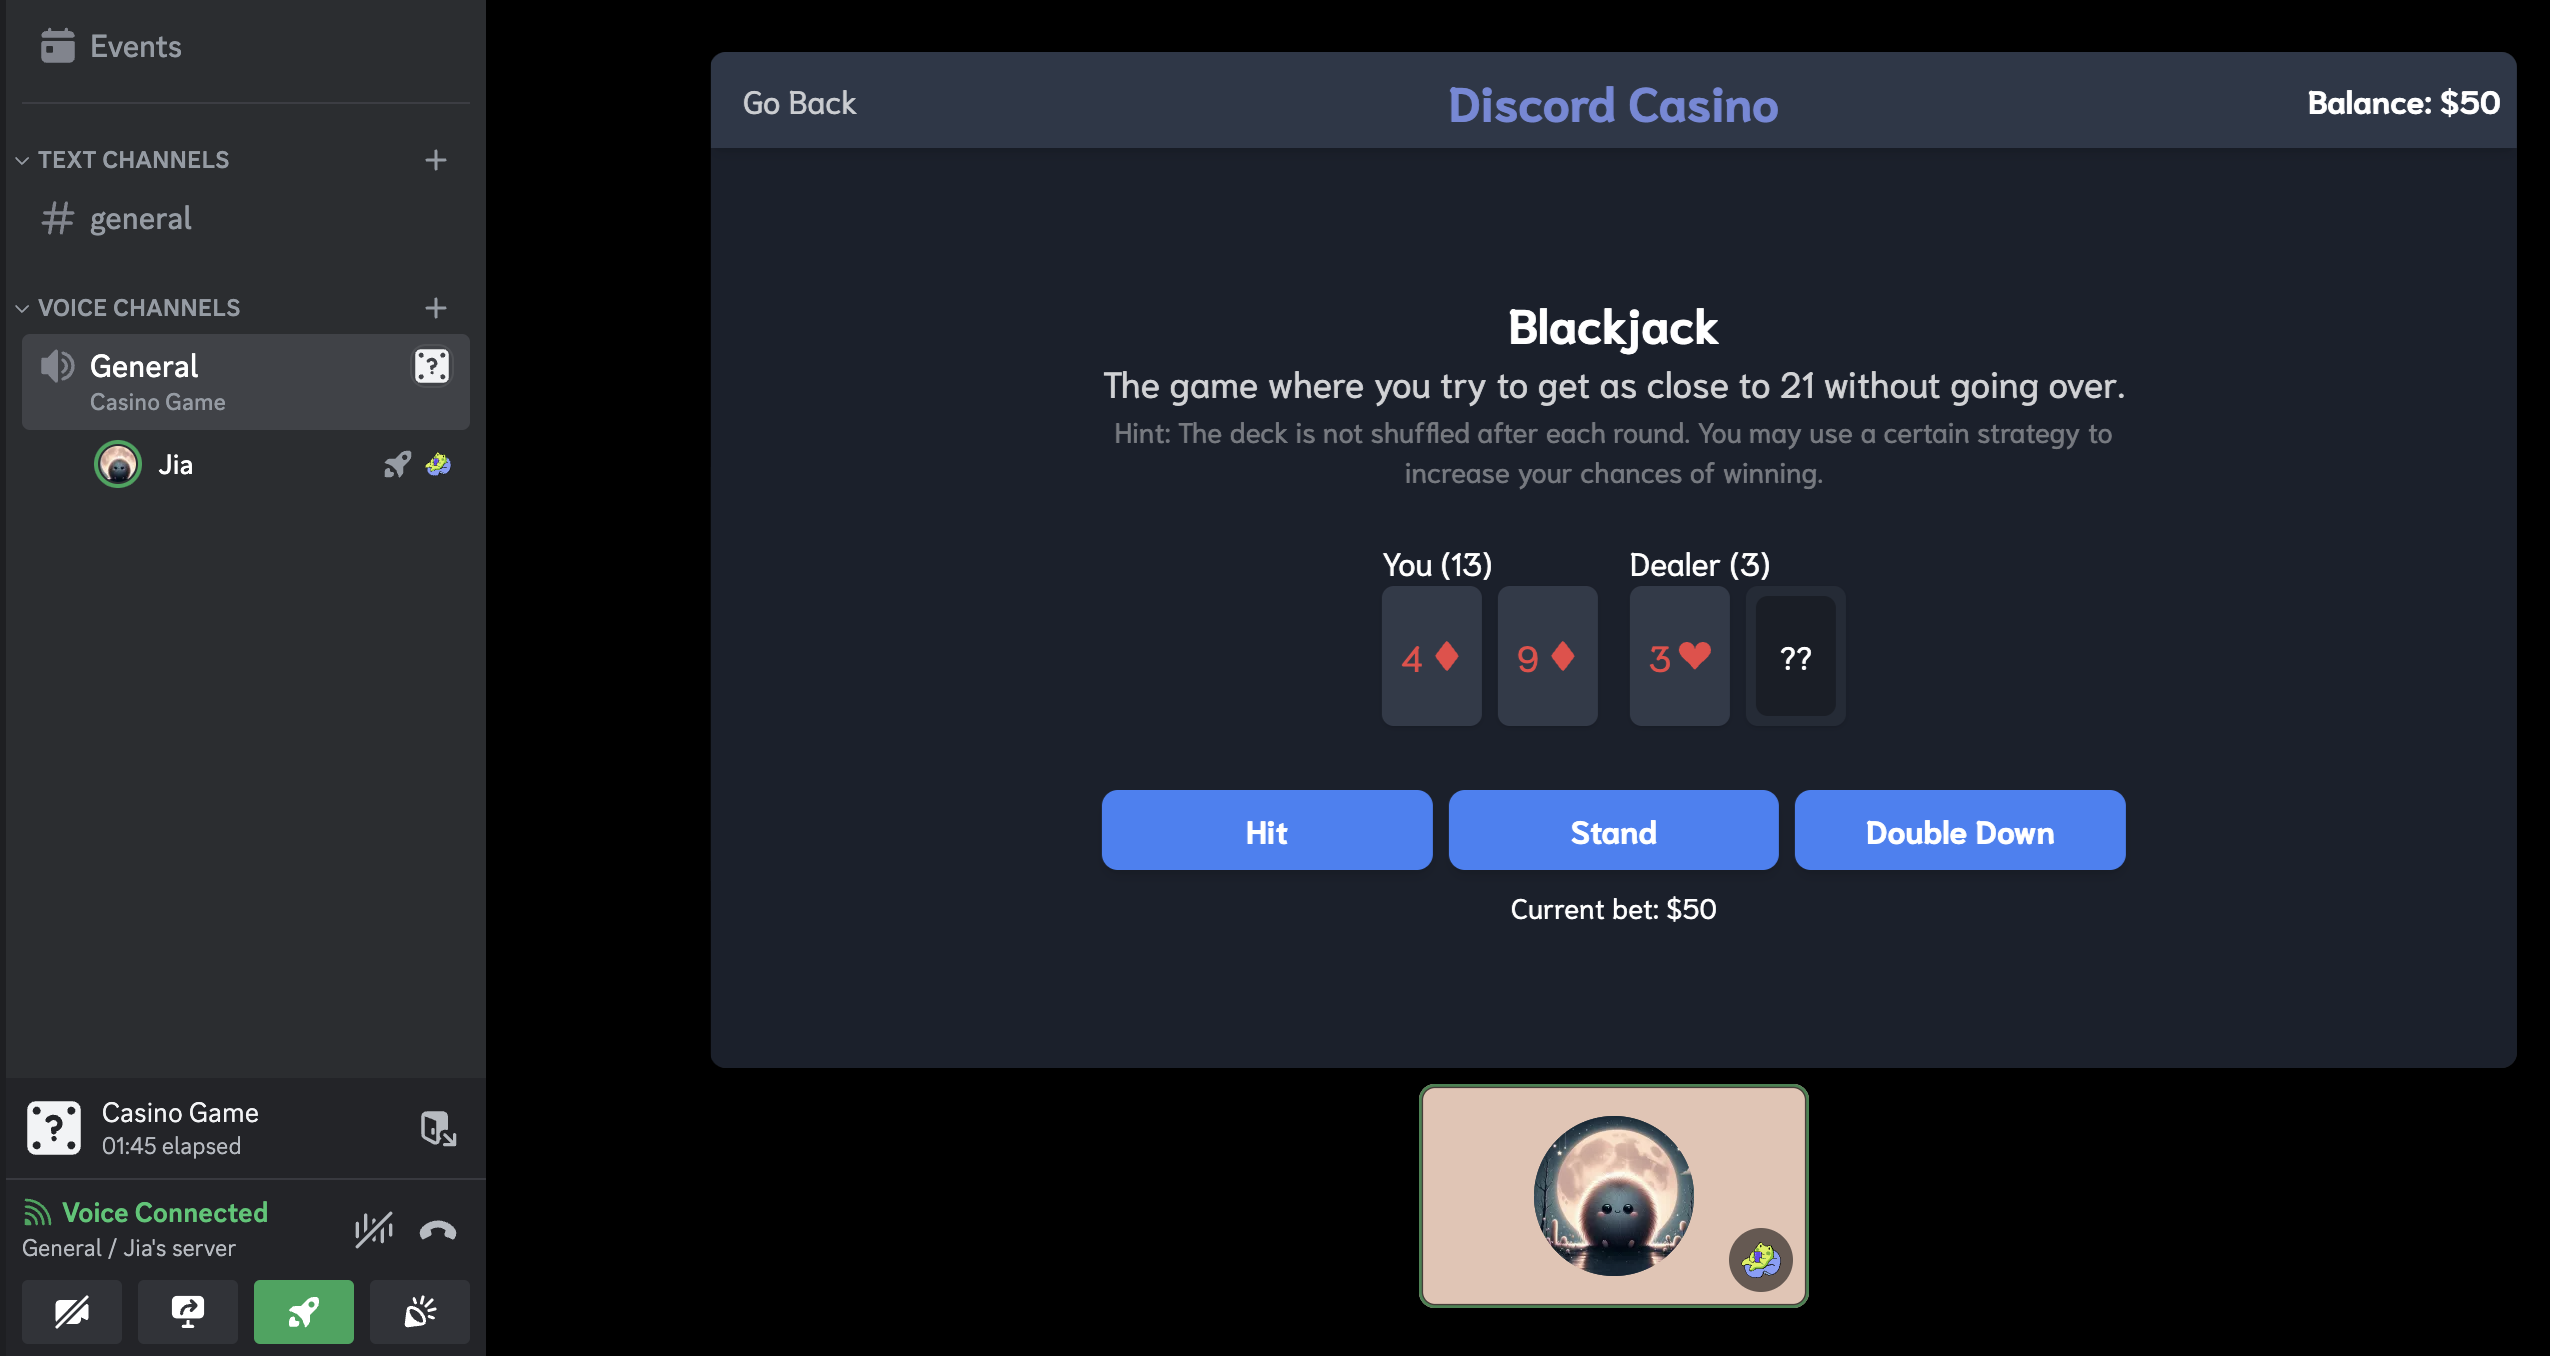 Events
TEXT CHANNELS
general
VOICE CHANNELS
General
Casino Game
Jia
Casino Game
01:45 elapsed
Voice Connected
General / Jia's server
Go Back
Discord Casino
Balance: $50
Blackjack
The game where you try to get as close to 21 without going over.
Hint: The deck is not shuffled after each round. You may use a certain strategy to
increase your chances of winning.
You (13)
Dealer (3)
4 ♦ 9 ♦ 3 ♥ ??
Hit
Stand
Double Down
Current bet: $50